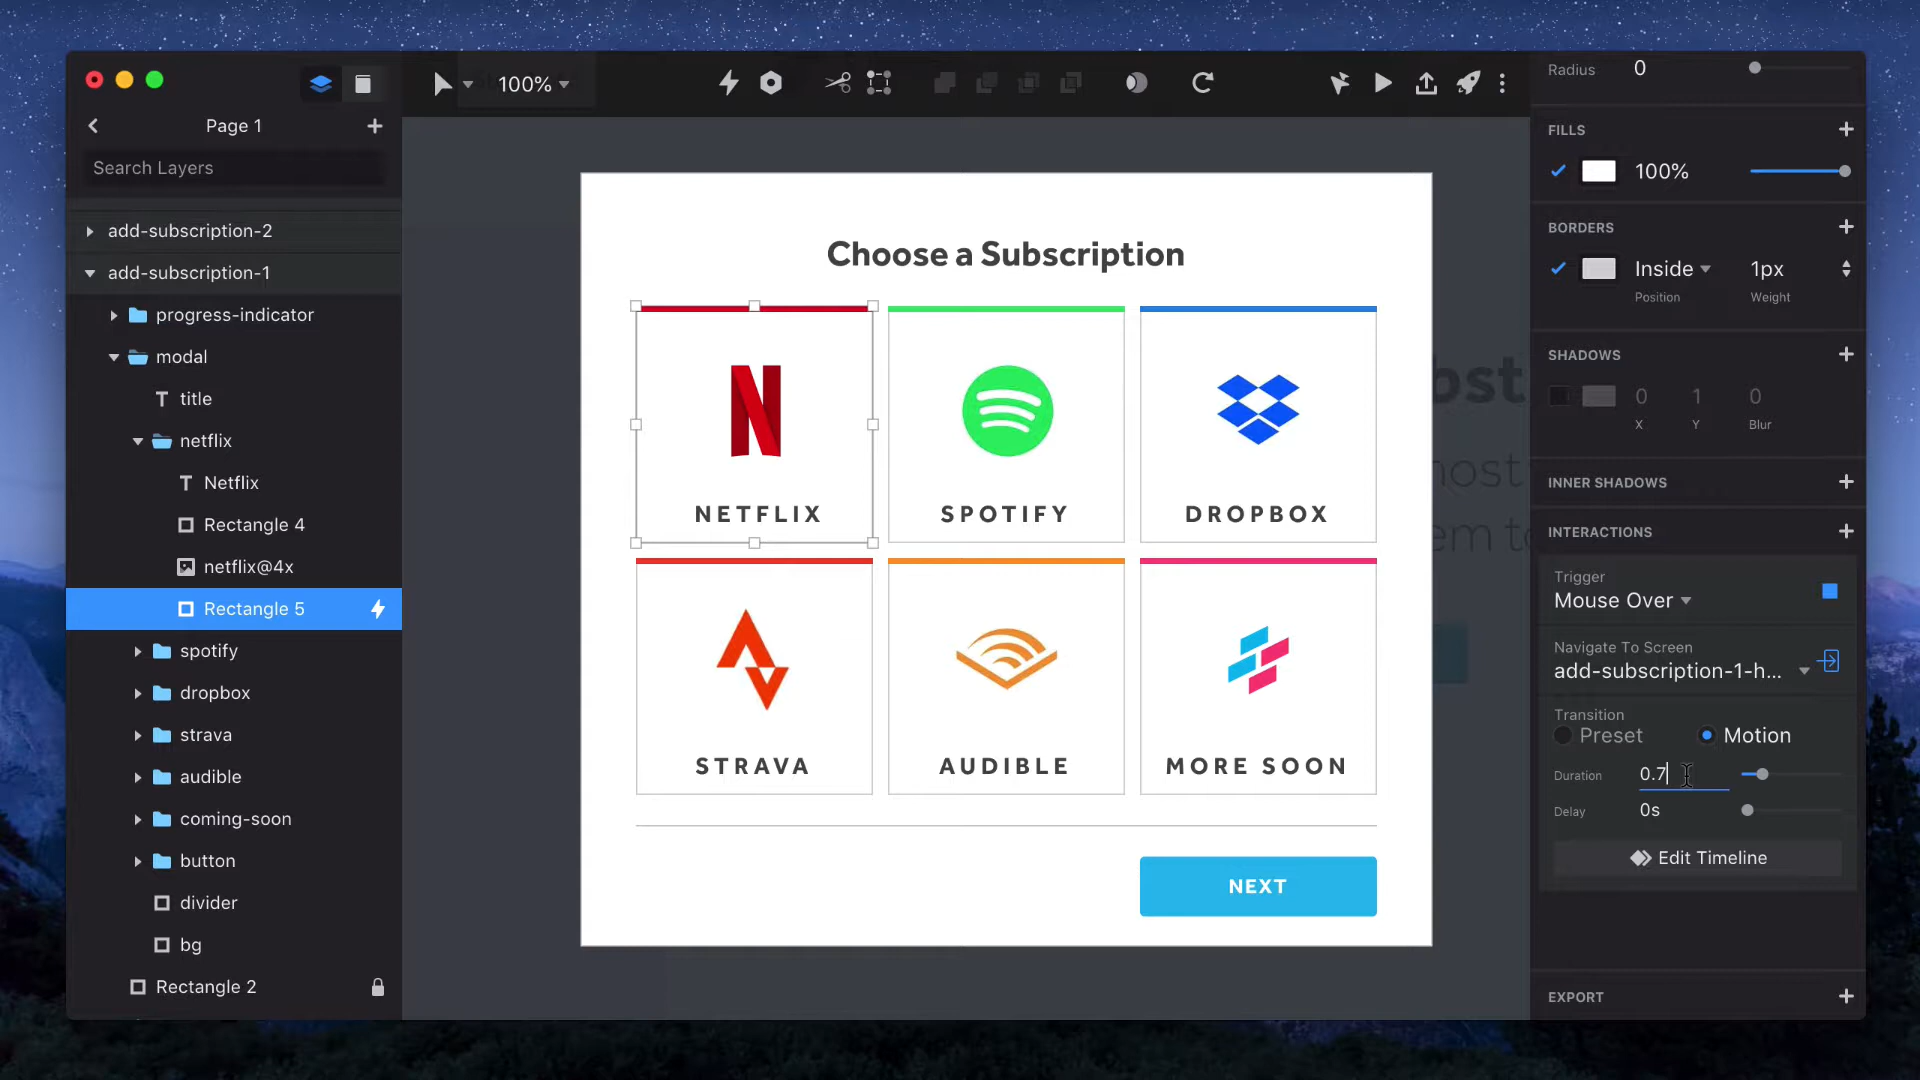 Page 1
Search Layers
add-subscription-2
add-subscription-1
progress-indicator
modal
title
netflix
Netflix
Rectangle 4
netflix@4x
Rectangle 5
spotify
dropbox
strava
audible
coming-soon
button
divider
bg
Rectangle 2
100%
Choose a Subscription
NETFLIX
SPOTIFY
DROPBOX
STRAVA
AUDIBLE
MORE SOON
NEXT
Radius 0
FILLS
100%
BORDERS
Inside 1px
Position Weight
SHADOWS
0 1 0
X Y Blur
INNER SHADOWS
INTERACTIONS
Trigger
Mouse Over
Navigate To Screen
add-subscription-1-h...
Transition
Preset Motion
Duration 0.7
Delay 0s
Edit Timeline
EXPORT